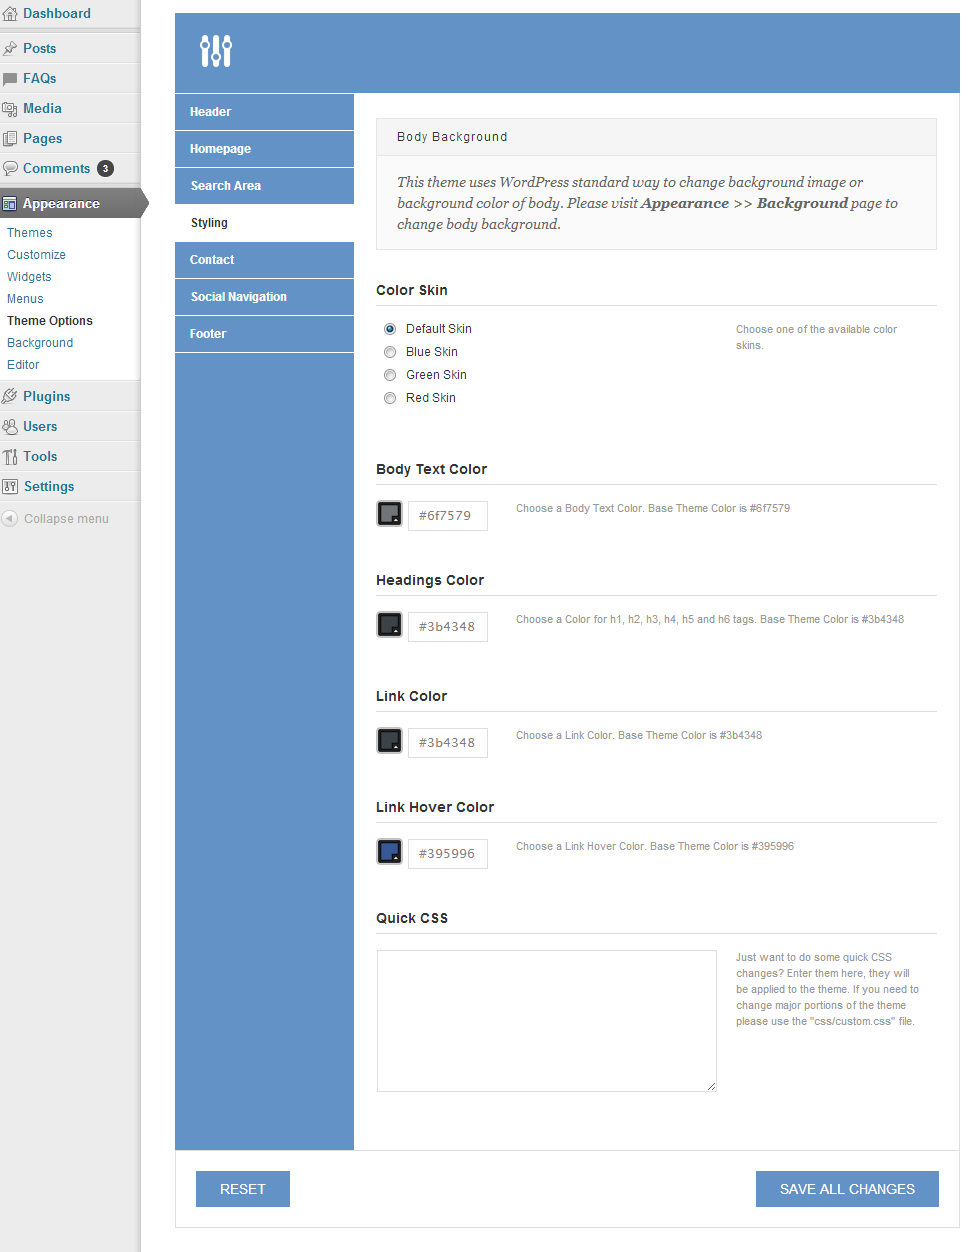 Dashboard
Posts
FAQs
Media
Pages
Comments 3
Appearance
Themes
Customize
Widgets
Menus
Theme Options
Background
Editor
Plugins
Users
Tools
Settings
Collapse menu
Header
Homepage
Search Area
Styling
Contact
Social Navigation
Footer
Body Background
This theme uses WordPress standard way to change background image or
background color of body. Please visit Appearance >> Background page to
change body background.
Color Skin
Default Skin
Blue Skin
Green Skin
Red Skin
Choose one of the available color
skins.
Body Text Color
#6f7579
Choose a Body Text Color. Base Theme Color is #6f7579
Headings Color
#3b4348
Choose a Color for h1, h2, h3, h4, h5 and h6 tags. Base Theme Color is #3b4348
Link Color
#3b4348
Choose a Link Color. Base Theme Color is #3b4348
Link Hover Color
#395996
Choose a Link Hover Color. Base Theme Color is #395996
Quick CSS
Just want to do some quick CSS
changes? Enter them here, they will
be applied to the theme. If you need to
change major portions of the theme
please use the "css/custom.css" file.
RESET
SAVE ALL CHANGES